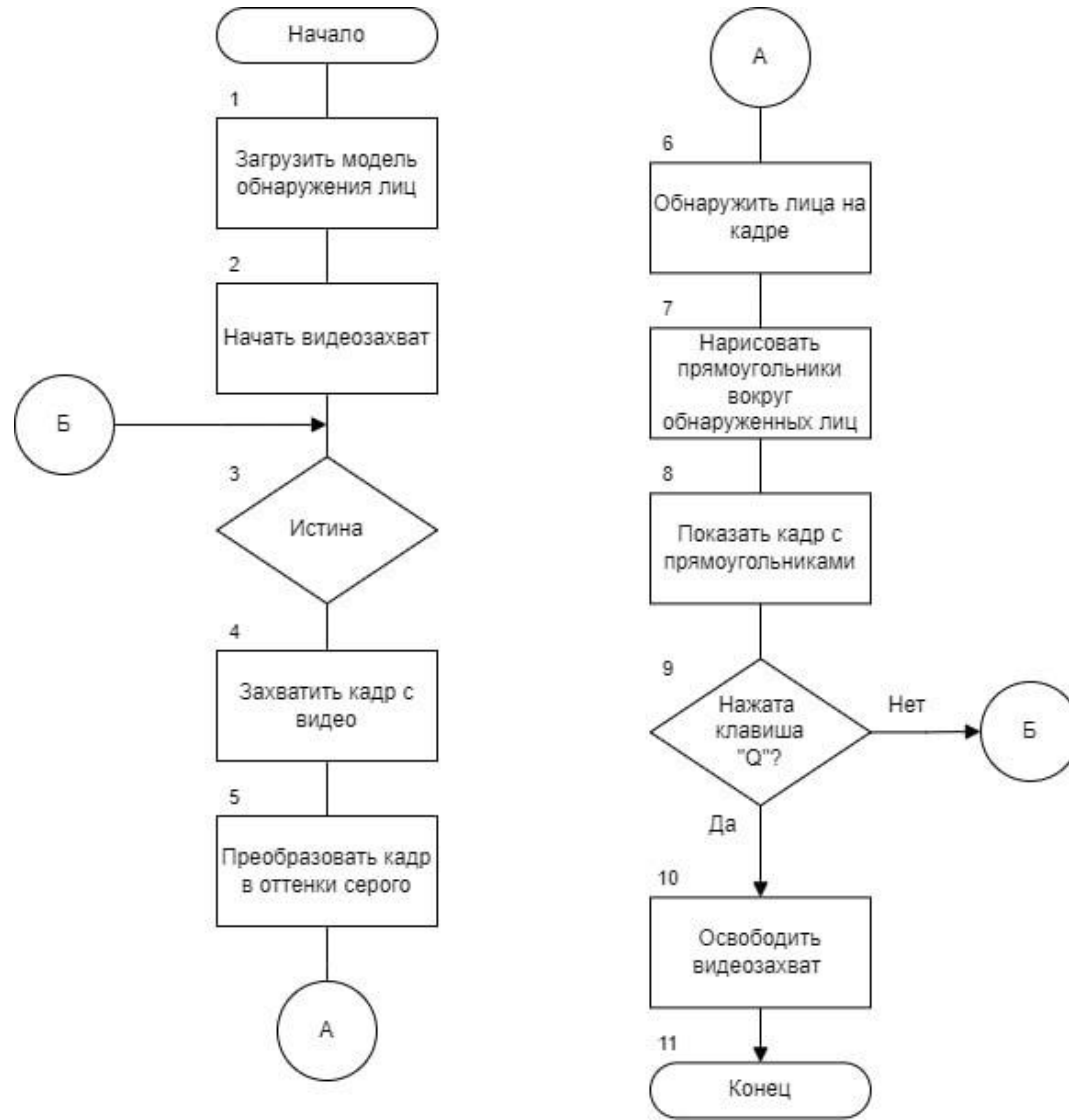 Начало
1
Загрузить модель
обнаружения лиц
2
Начать видеозахват
Б
3
Истина
4
Захватить кадр с
видео
5
Преобразовать кадр
в оттенки серого
А
А
6
Обнаружить лица на
кадре
7
Нарисовать
прямоугольники
вокруг
обнаруженных лиц
8
Показать кадр с
прямоугольниками
9
Нажата
клавиша
"Q"?
Нет
Б
Да
10
Освободить
видеозахват
11
Конец